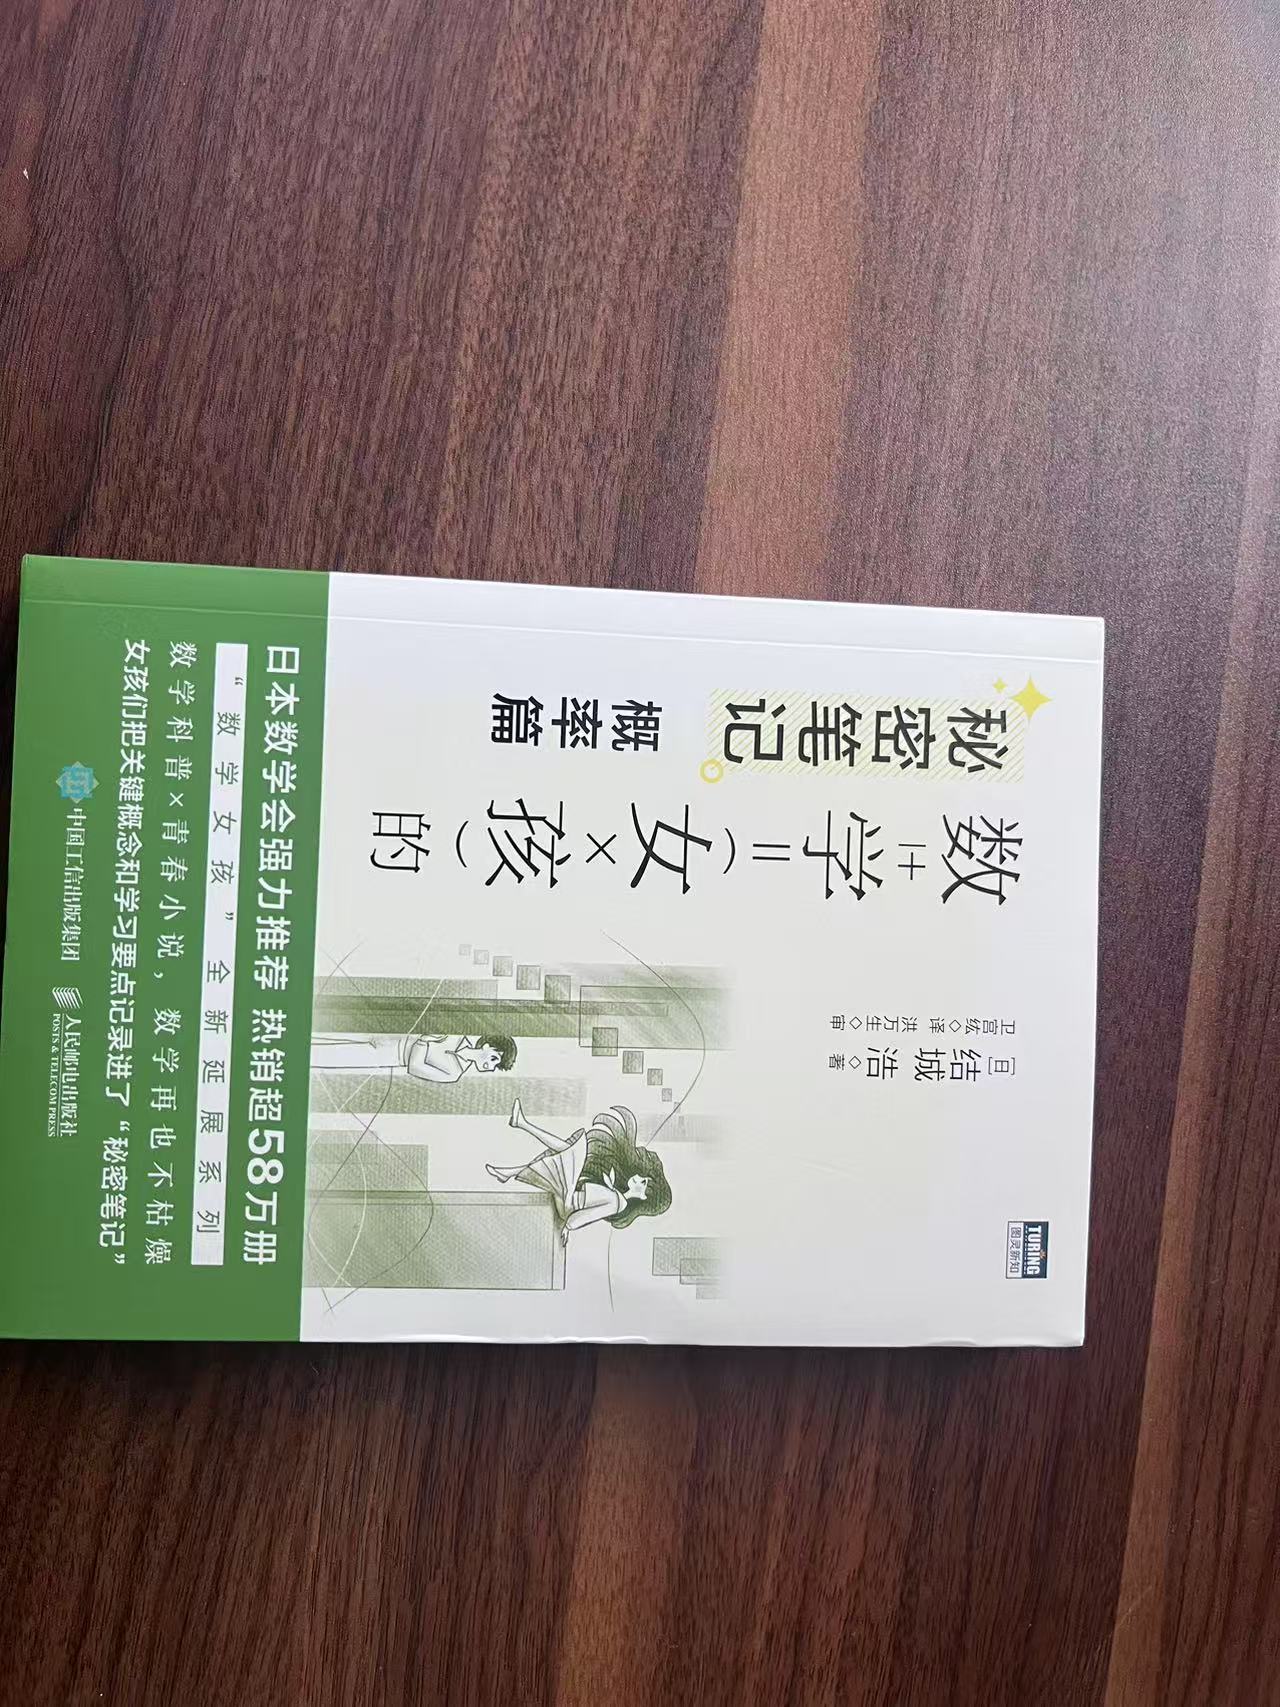 TURING
图灵新知
[日]结城 浩◇著
卫宫纮◇译 洪万生◇审
数+学=(女×孩)的
秘密笔记
概率篇
日本数学会强力推荐 热销超58万册
“数学女孩”全新延展系列
数学科普×青春小说，数学再也不枯燥
女孩们把关键概念和学习要点记录进了“秘密笔记”
中国工信出版集团
人民邮电出版社
POSTS & TELECOM PRESS